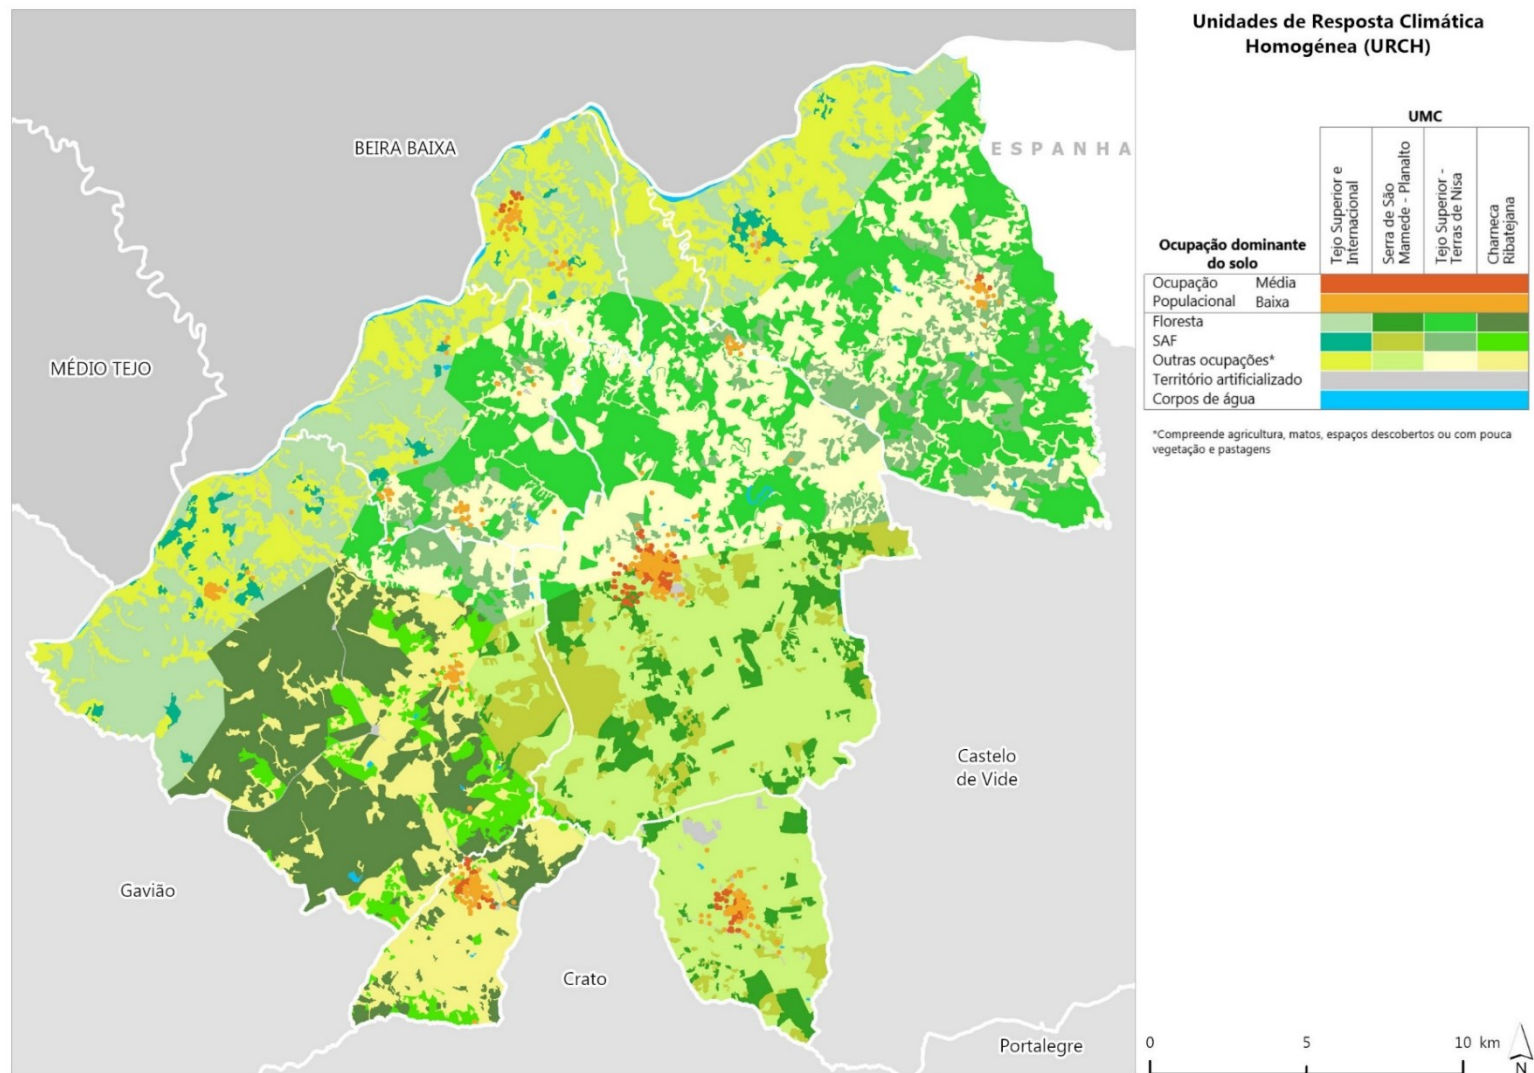 Unidades de Resposta Climática
Homogénea (URCH)
UMC
Tejo Superior e
Internacional
Serra de São
Mamede - Planalto
Tejo Superior -
Terras de Nisa
Charneca
Ribatejana
Ocupação dominante
do solo
Ocupação Média
Populacional Baixa
Floresta
SAF
Outras ocupações*
Território artificializado
Corpos de água
*Compreende agricultura, matos, espaços descobertos ou com pouca
vegetação e pastagens
BEIRA BAIXA
ESPANHA
MÉDIO TEJO
Castelo
de Vide
Gavião
Crato
Portalegre
0 5 10 km
N